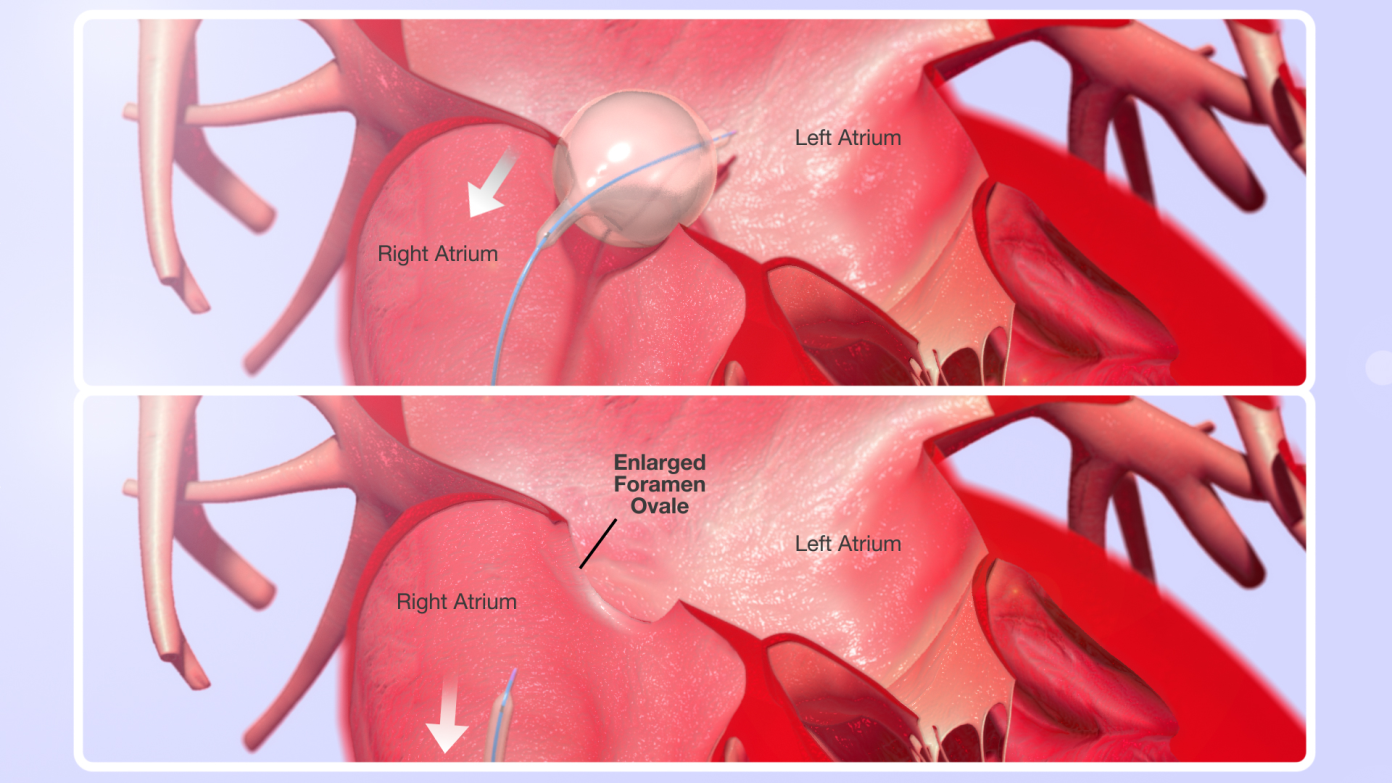 Left Atrium
Right Atrium
Enlarged
Foramen
Ovale
Left Atrium
Right Atrium